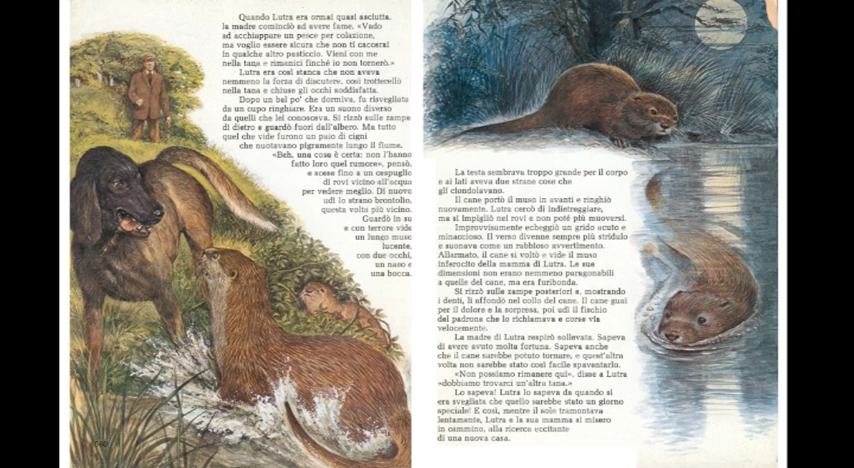 Quando Lutra era ormai quasi asciutta,
la madre cominciò ad avere fame. «Vado
ad acchiappare un pesce per colazione,
ma voglio essere sicura che non ti caccerai
in qualche altro pasticcio. Vieni con me
nella tana e rimanici finché io non tornerò.»
Lutra era così stanca che non aveva
nemmeno la forza di discutere, così trotterellò
nella tana e chiuse gli occhi soddisfatta.
Dopo un bel po' che dormiva, fu risvegliata
da un cupo ringhiare. Era un suono diverso
da quelli che lei conosceva. Si rizzò sulle zampe
di dietro e guardò fuori dall'albero. Ma tutto
quel che vide furono un paio di cigni
che nuotavano pigramente lungo il fiume.
«Beh, una cosa è certa: non l'hanno
fatto loro quel rumore», pensò,
e scese fino a un cespuglio
di rovi vicino all'acqua
per vedere meglio. Di nuovo
udì lo strano brontolio,
questa volta più vicino.
Guardò in su
e con terrore vide
un lungo muso
lucente,
con due occhi,
un naso e
una bocca.
La testa sembrava troppo grande per il corpo
e ai lati aveva due strane cose che
gli ciondolavano.
Il cane portò il muso in avanti e ringhiò
nuovamente. Lutra cercò di indietreggiare,
ma si impigliò nei rovi e non poté più muoversi.
Improvvisamente echeggiò un grido acuto e
minaccioso. Il verso divenne sempre più stridulo
e suonava come un rabbioso avvertimento.
Allarmato, il cane si voltò e vide il muso
inferocito della mamma di Lutra. Le sue
dimensioni non erano nemmeno paragonabili
a quelle del cane, ma era furibonda.
Si rizzò sulle zampe posteriori e, mostrando
i denti, li affondò nel collo del cane. Il cane guaì
per il dolore e la sorpresa, poi udì il fischio
del padrone che lo richiamava e corse via
velocemente.
La madre di Lutra respirò sollevata. Sapeva
di avere avuto molta fortuna. Sapeva anche
che il cane sarebbe potuto tornare, e quest'altra
volta non sarebbe stato così facile spaventarlo.
«Non possiamo rimanere qui», disse a Lutra
«dobbiamo trovarci un'altra tana.»
Lo sapeva! Lutra lo sapeva da quando si
era svegliata che quello sarebbe stato un giorno
speciale! E così, mentre il sole tramontava
lentamente, Lutra e la sua mamma si misero
in cammino, alla ricerca eccitante
di una nuova casa.